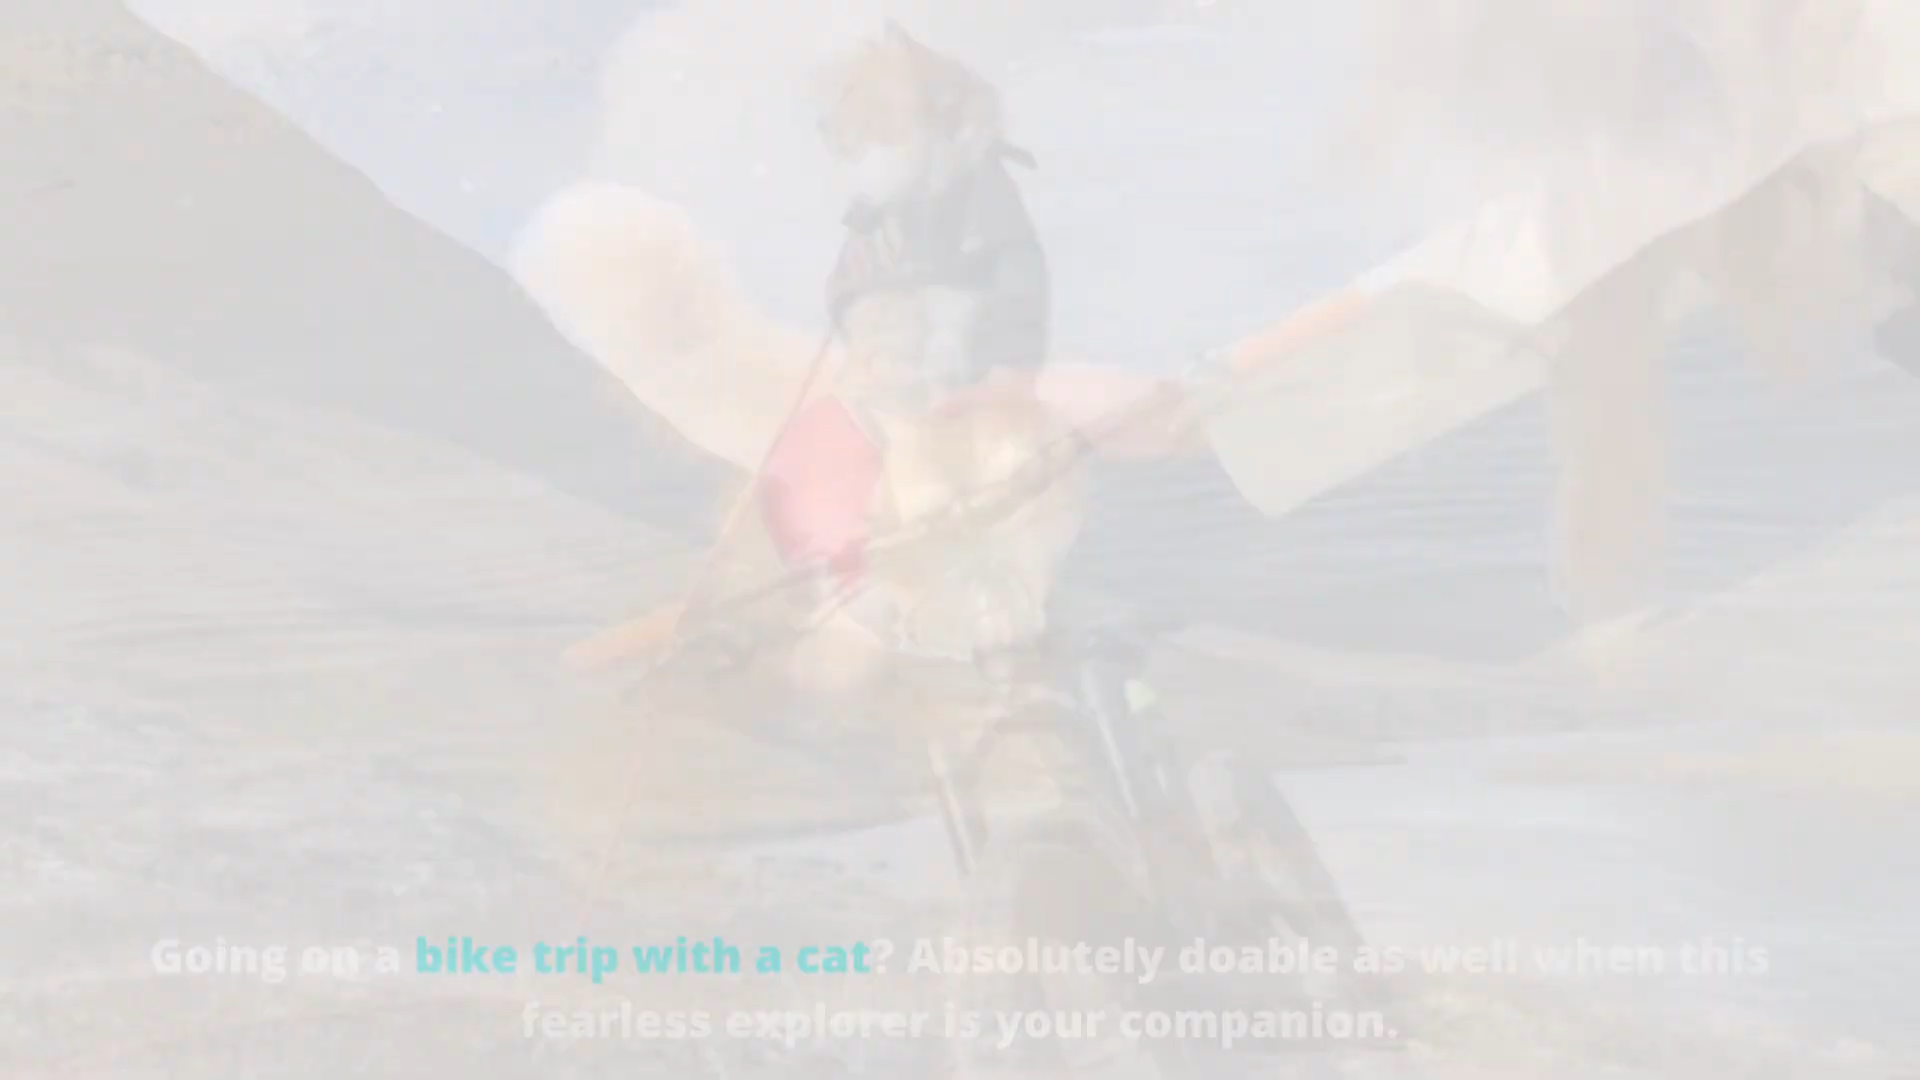 Going on a bike trip with a cat? Absolutely doable as well when this
fearless explorer is your companion.